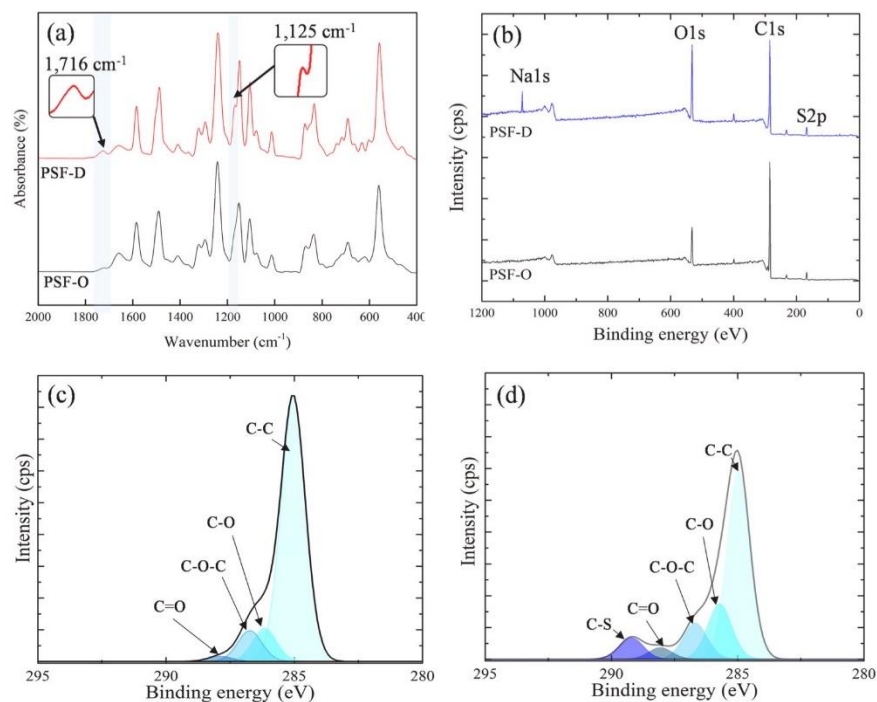 (a)
1,716 cm⁻¹
1,125 cm⁻¹
Absorbance (%)
PSF-D
PSF-O
2000 1800 1600 1400 1200 1000 800 600 400
Wavenumber (cm⁻¹)
(b)
Na1s
O1s
C1s
S2p
Intensity (cps)
PSF-D
PSF-O
1200 1000 800 600 400 200 0
Binding energy (eV)
(c)
C-C
C-O
C-O-C
C=O
Intensity (cps)
295 290 285 280
Binding energy (eV)
(d)
C-C
C-O
C-O-C
C=O
C-S
Intensity (cps)
295 290 285 280
Binding energy (eV)